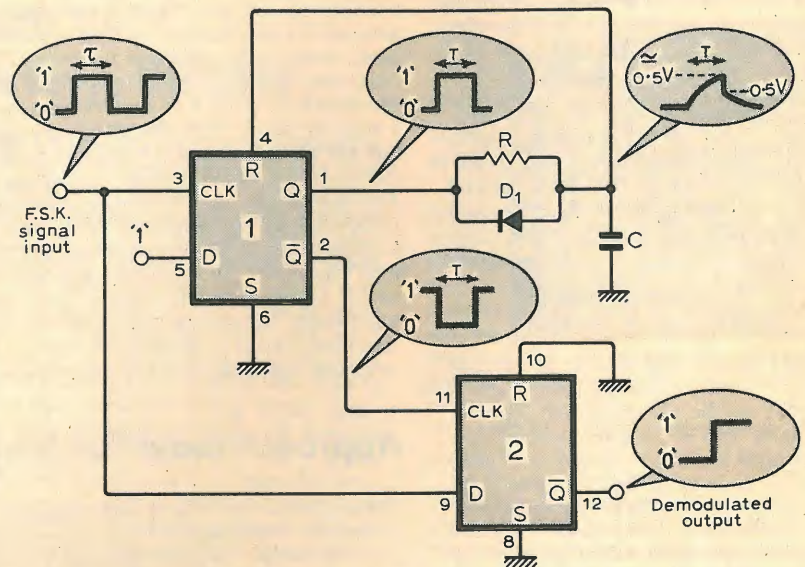 τ
'1'
'0'
T
'1'
'0'
≃
T
0·5V
0·5V
4
R
3
CLK
Q
1
1
F.S.K.
signal
input
'1'
5
D
Q̅
2
S
6
R
D₁
C
T
'1'
'0'
10
R
11
CLK
2
9
D
Q̅
12
S
8
'1'
'0'
Demodulated
output